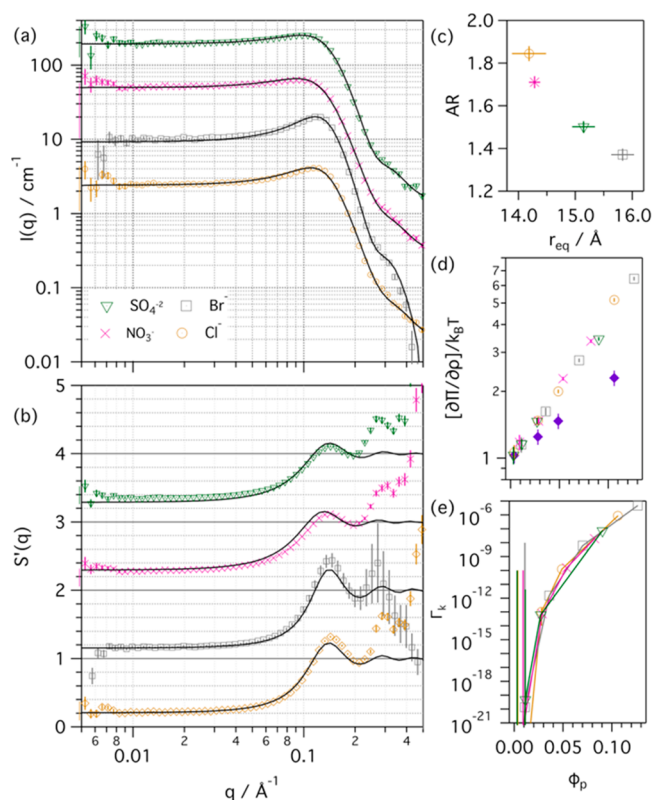 (a)
I(q) / cm⁻¹
100
10
1
0.1
0.01
SO₄⁻²
Br⁻
NO₃⁻
Cl⁻
(b)
S'(q)
5
4
3
2
1
0
6 8 0.01 2 4 6 8 0.1 2 4
q / Å⁻¹
(c)
AR
2.0
1.8
1.6
1.4
1.2
14.0 15.0 16.0
r_eq / Å
(d)
[∂Π/∂ρ]/k_BT
7
6
5
4
3
2
1
(e)
Γ_k
10⁻⁶
10⁻⁹
10⁻¹²
10⁻¹⁵
10⁻¹⁸
10⁻²¹
0.00 0.05 0.10
ϕ_p